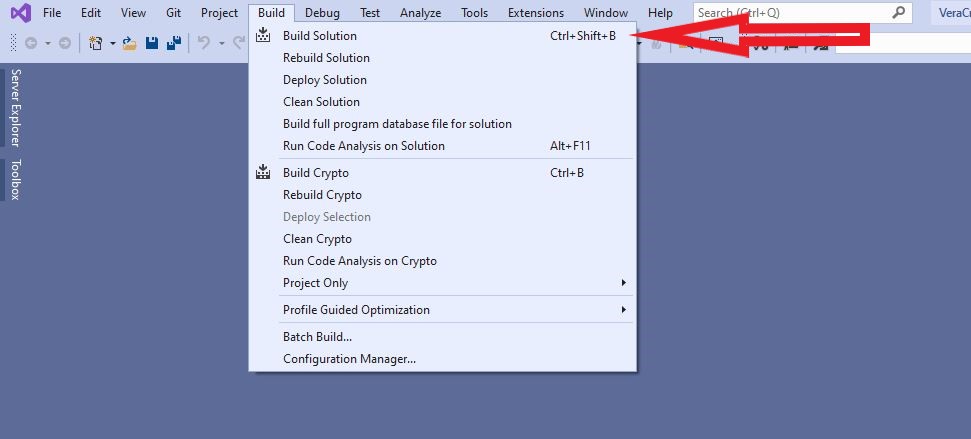 File Edit View Git Project Build Debug Test Analyze Tools Extensions Window Help Search (Ctrl+Q)
Server Explorer
Toolbox
Build Solution Ctrl+Shift+B
Rebuild Solution
Deploy Solution
Clean Solution
Build full program database file for solution
Run Code Analysis on Solution Alt+F11
Build Crypto Ctrl+B
Rebuild Crypto
Deploy Selection
Clean Crypto
Run Code Analysis on Crypto
Project Only
Profile Guided Optimization
Batch Build...
Configuration Manager...